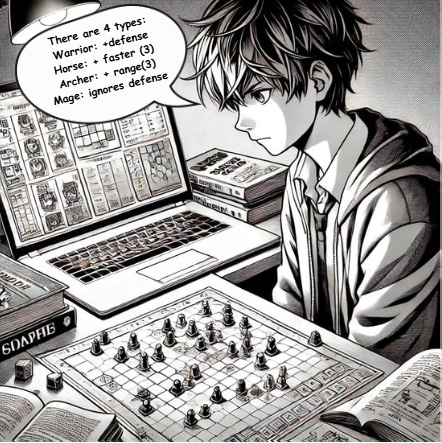 There are 4 types:
Warrior: +defense
Horse: + faster (3)
Archer: + range(3)
Mage: ignores defense